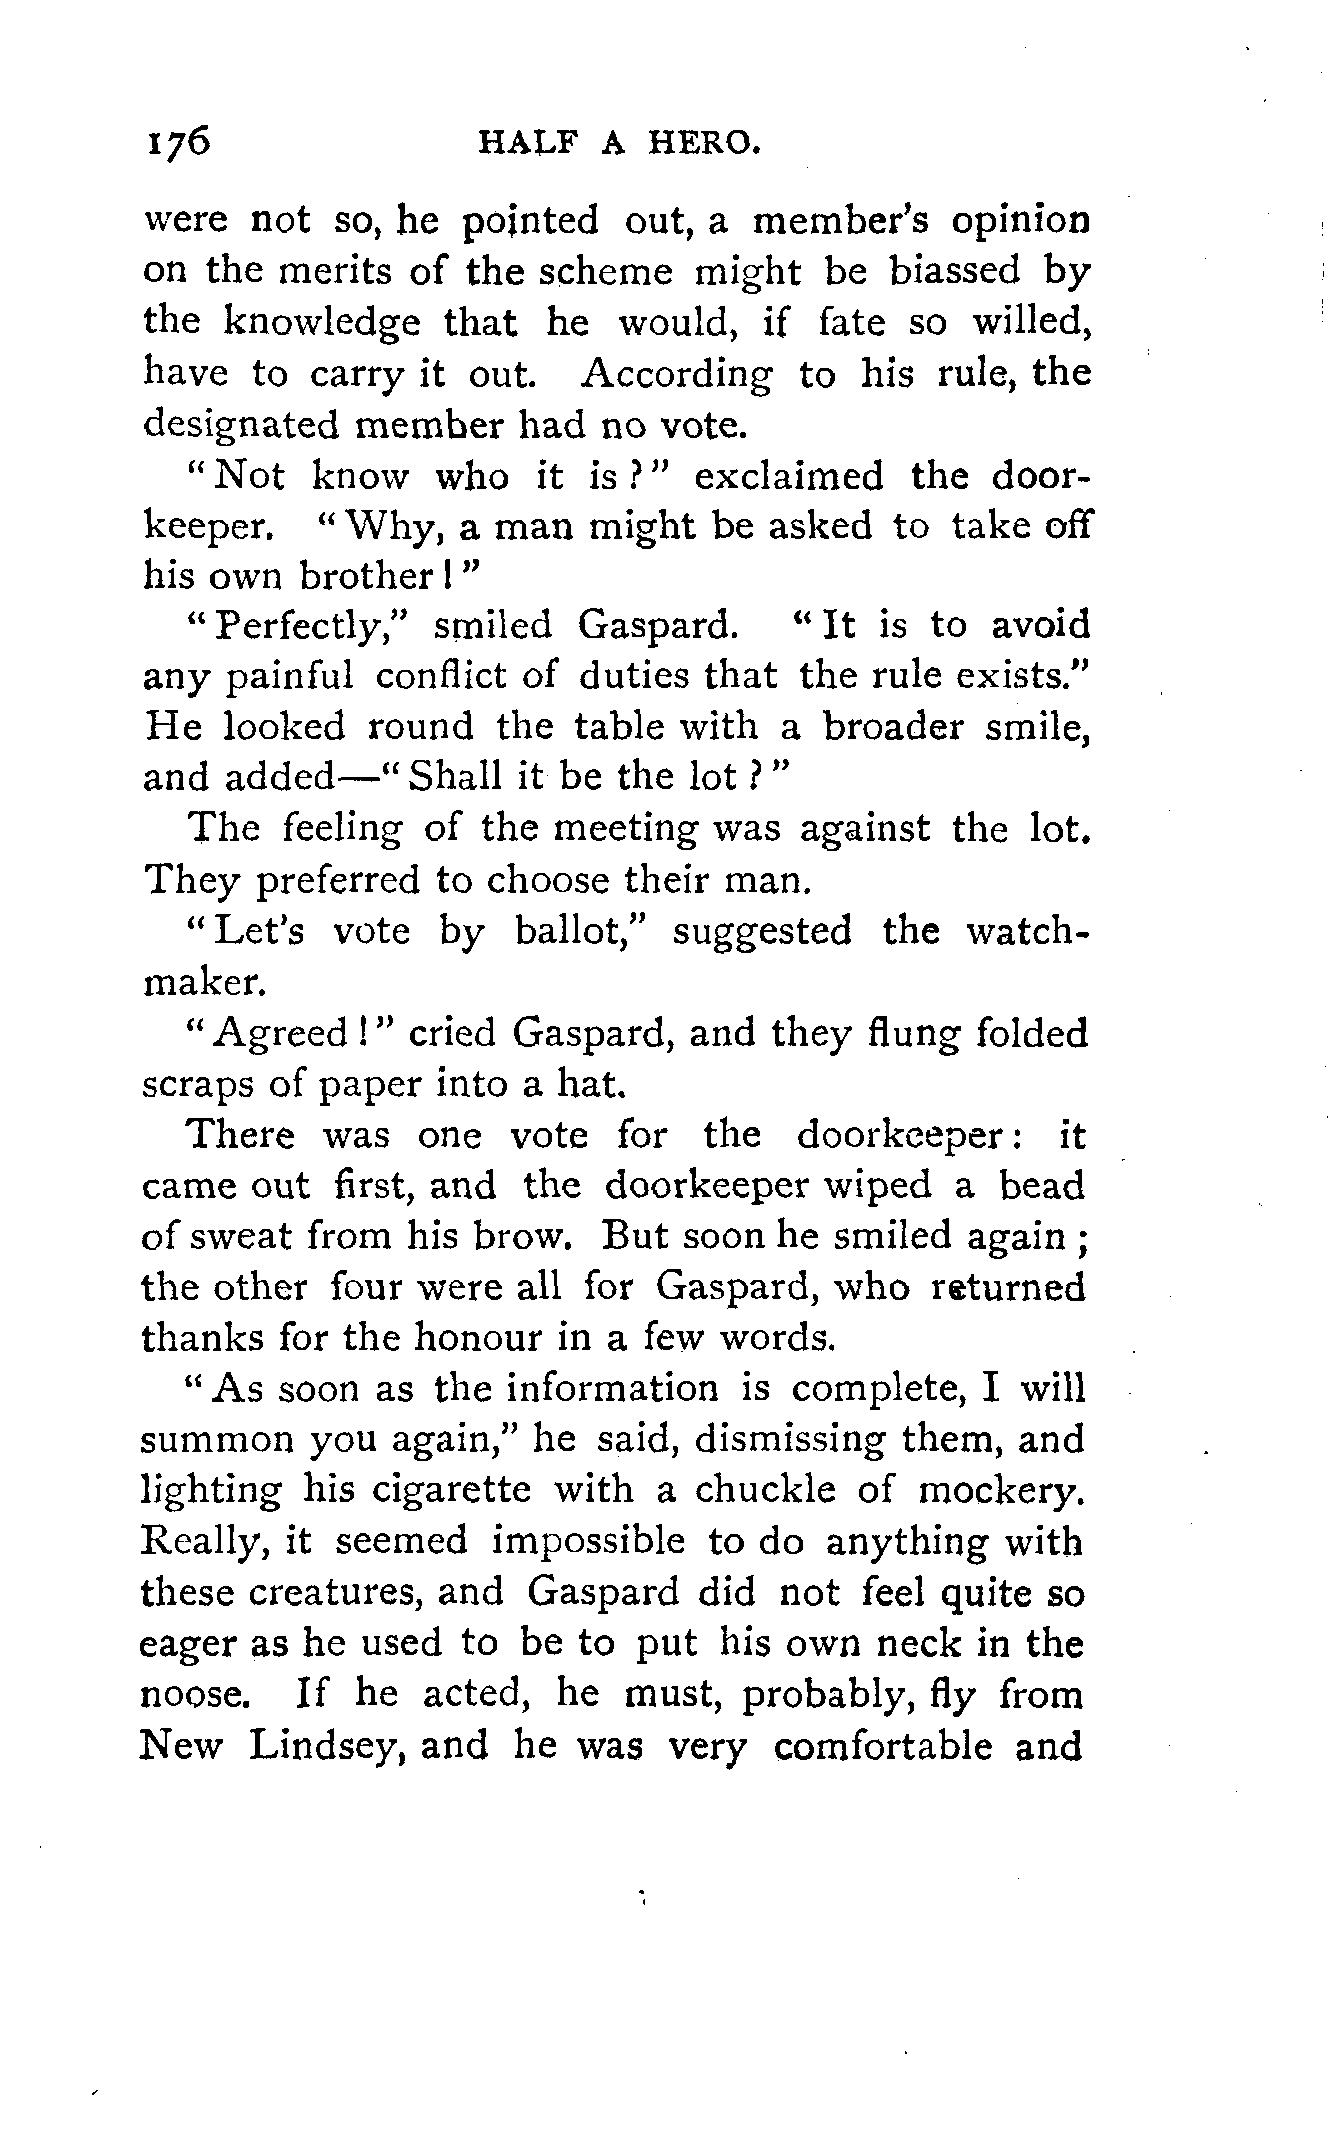 176 HALF A HERO.
were not so, he pointed out, a member's opinion
on the merits of the scheme might be biassed by
the knowledge that he would, if fate so willed,
have to carry it out. According to his rule, the
designated member had no vote.
“ Not know who it is ? ” exclaimed the door-
keeper. “ Why, a man might be asked to take off
his own brother ! ”
“ Perfectly,” smiled Gaspard. “ It is to avoid
any painful conflict of duties that the rule exists.”
He looked round the table with a broader smile,
and added—“ Shall it be the lot ? ”
The feeling of the meeting was against the lot.
They preferred to choose their man.
“ Let's vote by ballot,” suggested the watch-
maker.
“ Agreed ! ” cried Gaspard, and they flung folded
scraps of paper into a hat.
There was one vote for the doorkeeper : it
came out first, and the doorkeeper wiped a bead
of sweat from his brow. But soon he smiled again ;
the other four were all for Gaspard, who returned
thanks for the honour in a few words.
“ As soon as the information is complete, I will
summon you again,” he said, dismissing them, and
lighting his cigarette with a chuckle of mockery.
Really, it seemed impossible to do anything with
these creatures, and Gaspard did not feel quite so
eager as he used to be to put his own neck in the
noose. If he acted, he must, probably, fly from
New Lindsey, and he was very comfortable and